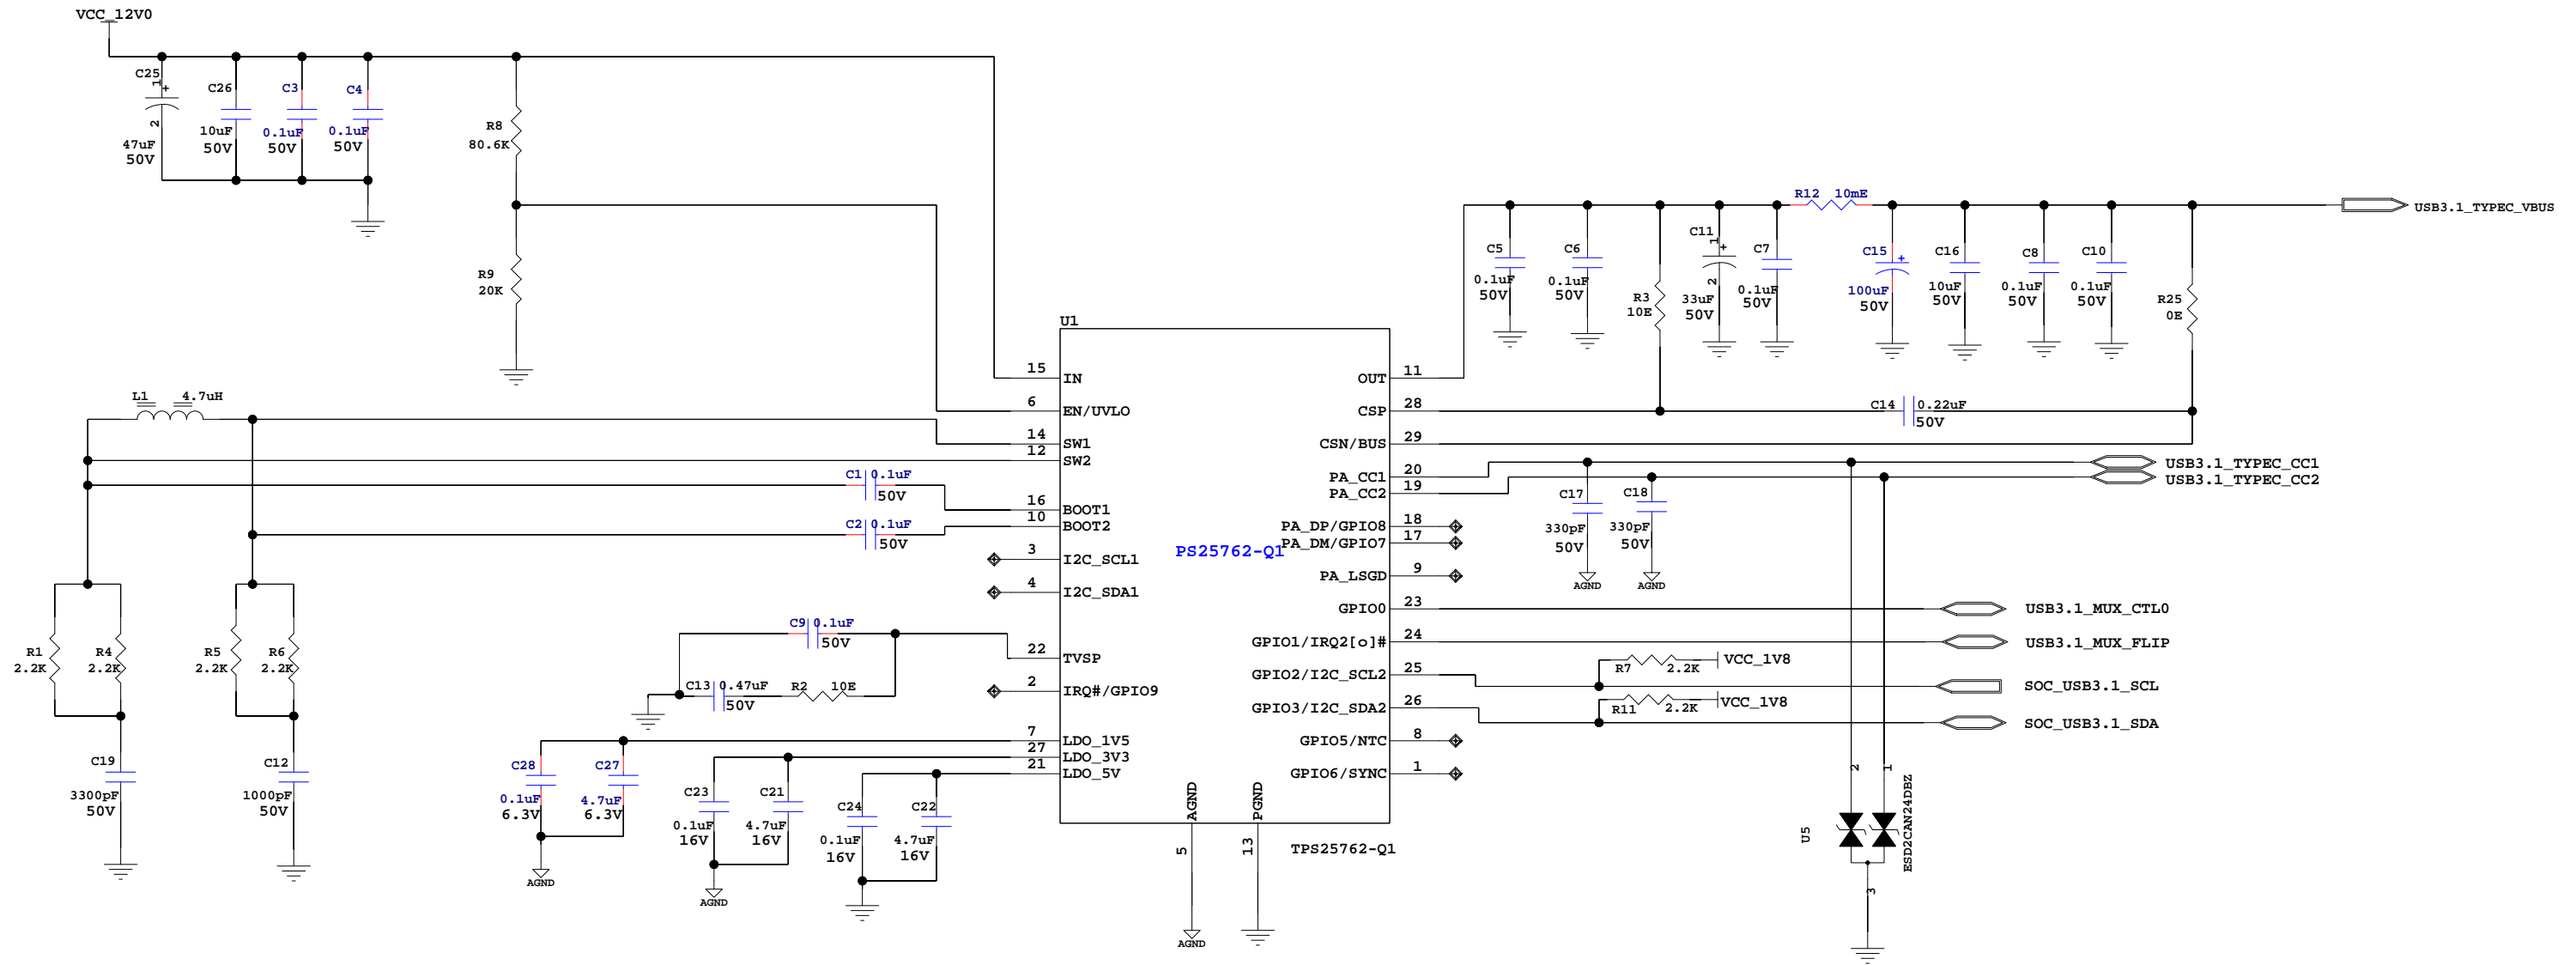 VCC_12V0
C25
1
+
2
47uF
50V
C26
10uF
50V
C3
0.1uF
50V
C4
0.1uF
50V
R8
80.6K
R9
20K
L1 4.7uH
C1 0.1uF
50V
C2 0.1uF
50V
R1
2.2K
R4
2.2K
R5
2.2K
R6
2.2K
C19
3300pF
50V
C12
1000pF
50V
C9 0.1uF
50V
C13 0.47uF
50V
R2 10E
C28
0.1uF
6.3V
C27
4.7uF
6.3V
AGND
C23
0.1uF
16V
C21
4.7uF
16V
AGND
C24
0.1uF
16V
C22
4.7uF
16V
U1
15 IN
6 EN/UVLO
14 SW1
12 SW2
16 BOOT1
10 BOOT2
3 I2C_SCL1
4 I2C_SDA1
22 TVSP
2 IRQ#/GPIO9
7 LDO_1V5
27 LDO_3V3
21 LDO_5V
PS25762-Q1
OUT 11
CSP 28
CSN/BUS 29
PA_CC1 20
PA_CC2 19
PA_DP/GPIO8 18
PA_DM/GPIO7 17
PA_LSGD 9
GPIO0 23
GPIO1/IRQ2[o]# 24
GPIO2/I2C_SCL2 25
GPIO3/I2C_SDA2 26
GPIO5/NTC 8
GPIO6/SYNC 1
AGND
5
AGND
PGND
13
TPS25762-Q1
C5
0.1uF
50V
C6
0.1uF
50V
R3
10E
C11
1
+
2
33uF
50V
C7
0.1uF
50V
R12 10mE
C15
+
100uF
50V
C16
10uF
50V
C8
0.1uF
50V
C10
0.1uF
50V
R25
0E
USB3.1_TYPEC_VBUS
C14 0.22uF
50V
USB3.1_TYPEC_CC1
USB3.1_TYPEC_CC2
C17
330pF
50V
AGND
C18
330pF
50V
AGND
USB3.1_MUX_CTL0
USB3.1_MUX_FLIP
R7 2.2K
VCC_1V8
SOC_USB3.1_SCL
R11 2.2K
VCC_1V8
SOC_USB3.1_SDA
2
1
U5
ESD2CAN24DBZ
3